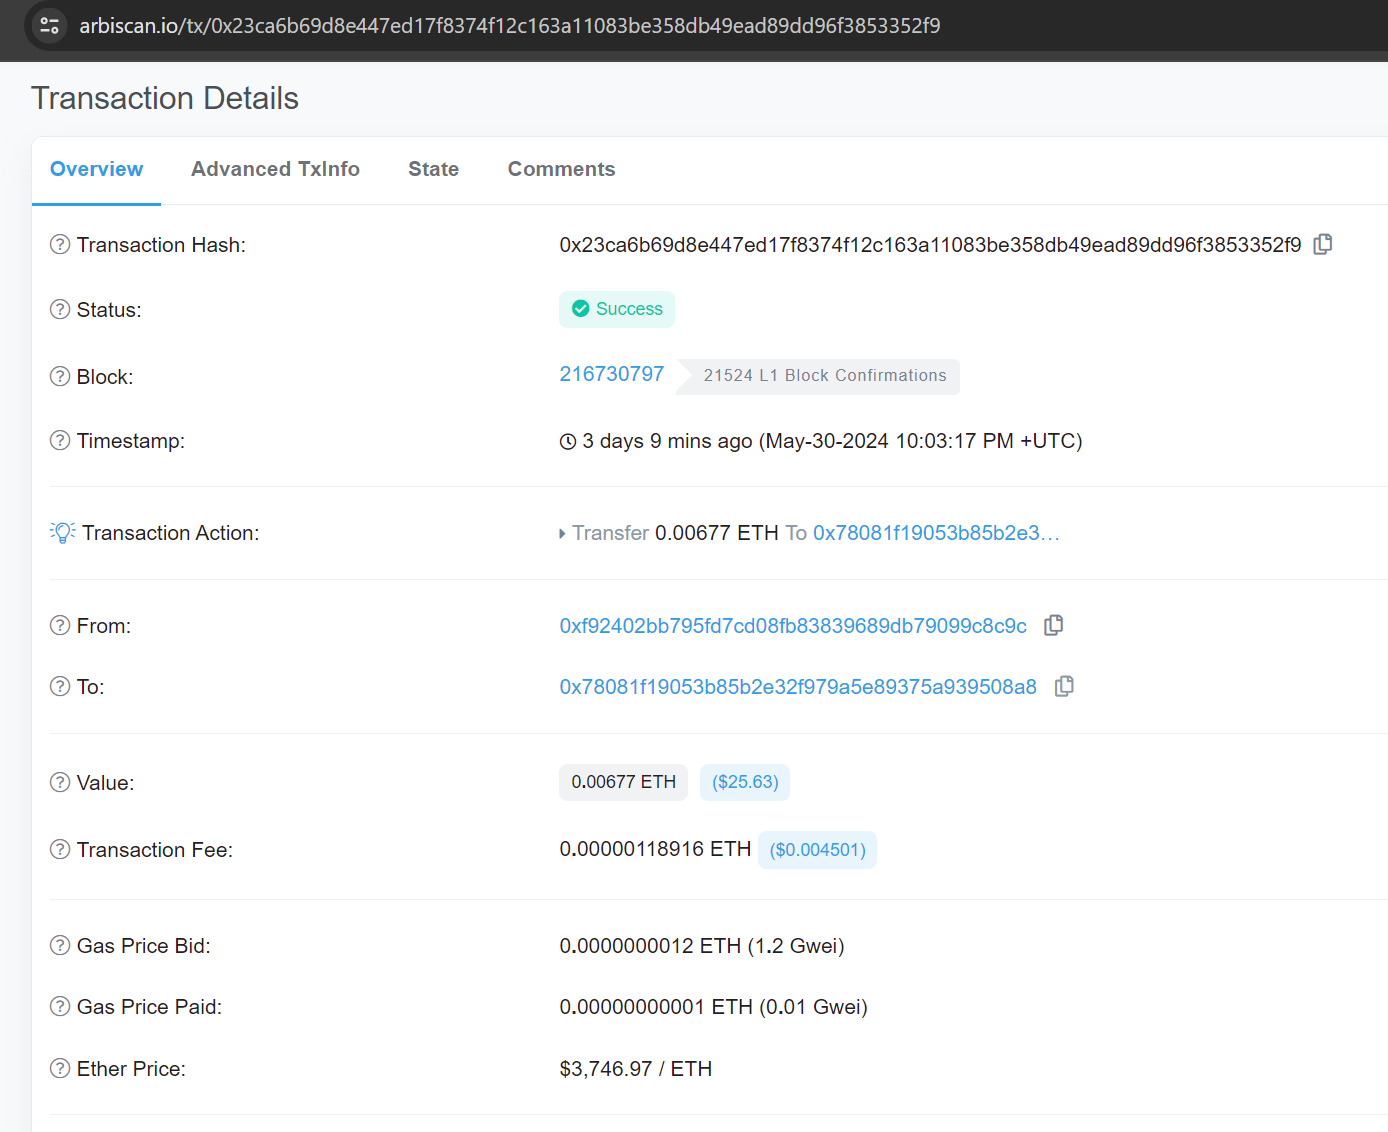 arbiscan.io/tx/0x23ca6b69d8e447ed17f8374f12c163a11083be358db49ead89dd96f3853352f9
Transaction Details
Overview Advanced TxInfo State Comments
Transaction Hash: 0x23ca6b69d8e447ed17f8374f12c163a11083be358db49ead89dd96f3853352f9
Status: Success
Block: 216730797 21524 L1 Block Confirmations
Timestamp: 3 days 9 mins ago (May-30-2024 10:03:17 PM +UTC)
Transaction Action: Transfer 0.00677 ETH To 0x78081f19053b85b2e3...
From: 0xf92402bb795fd7cd08fb83839689db79099c8c9c
To: 0x78081f19053b85b2e32f979a5e89375a939508a8
Value: 0.00677 ETH ($25.63)
Transaction Fee: 0.00000118916 ETH ($0.004501)
Gas Price Bid: 0.0000000012 ETH (1.2 Gwei)
Gas Price Paid: 0.00000000001 ETH (0.01 Gwei)
Ether Price: $3,746.97 / ETH